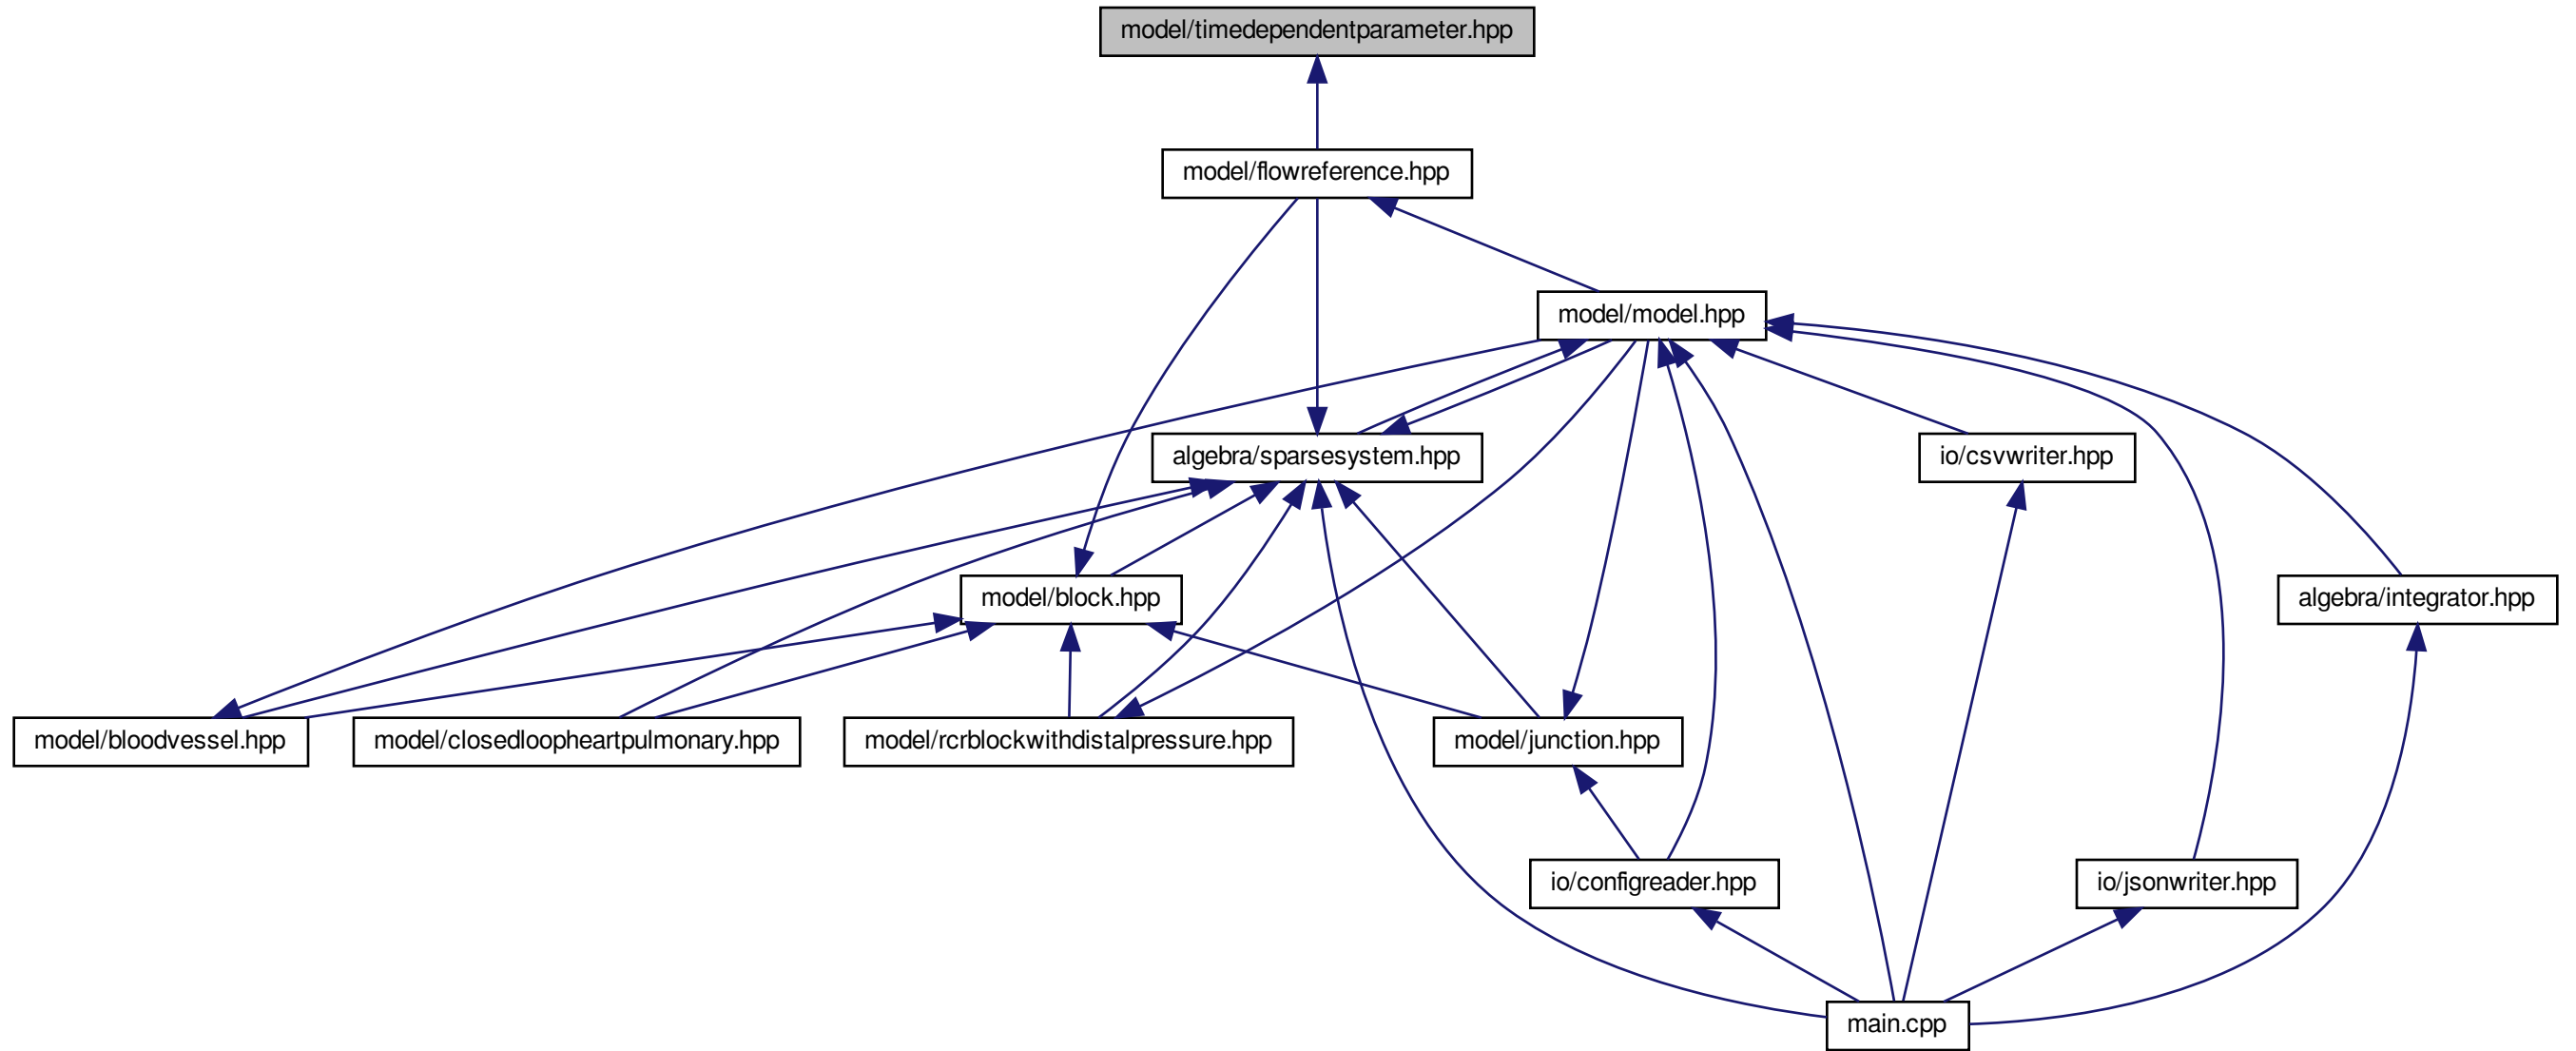 model/timedependentparameter.hpp
model/flowreference.hpp
model/model.hpp
algebra/sparsesystem.hpp
io/csvwriter.hpp
model/block.hpp
algebra/integrator.hpp
model/bloodvessel.hpp
model/closedloopheartpulmonary.hpp
model/rcrblockwithdistalpressure.hpp
model/junction.hpp
io/configreader.hpp
io/jsonwriter.hpp
main.cpp